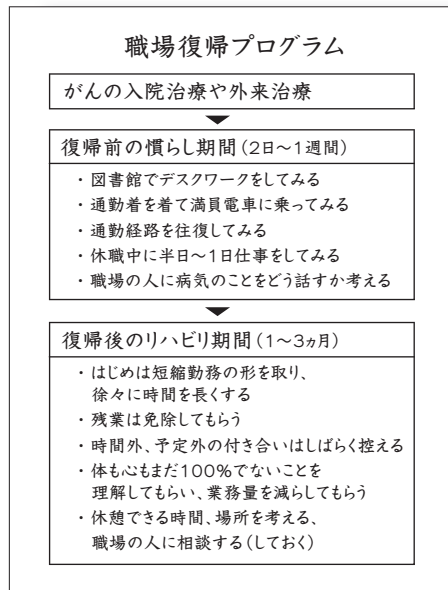 職場復帰プログラム
がんの入院治療や外来治療
復帰前の慣らし期間(2日〜1週間)
・図書館でデスクワークをしてみる
・通勤着を着て満員電車に乗ってみる
・通勤経路を往復してみる
・休職中に半日〜1日仕事をしてみる
・職場の人に病気のことをどう話すか考える
復帰後のリハビリ期間(1〜3ヵ月)
・はじめは短縮勤務の形を取り、
徐々に時間を長くする
・残業は免除してもらう
・時間外、予定外の付き合いはしばらく控える
・体も心もまだ100%でないことを
理解してもらい、業務量を減らしてもらう
・休憩できる時間、場所を考える、
職場の人に相談する(しておく)